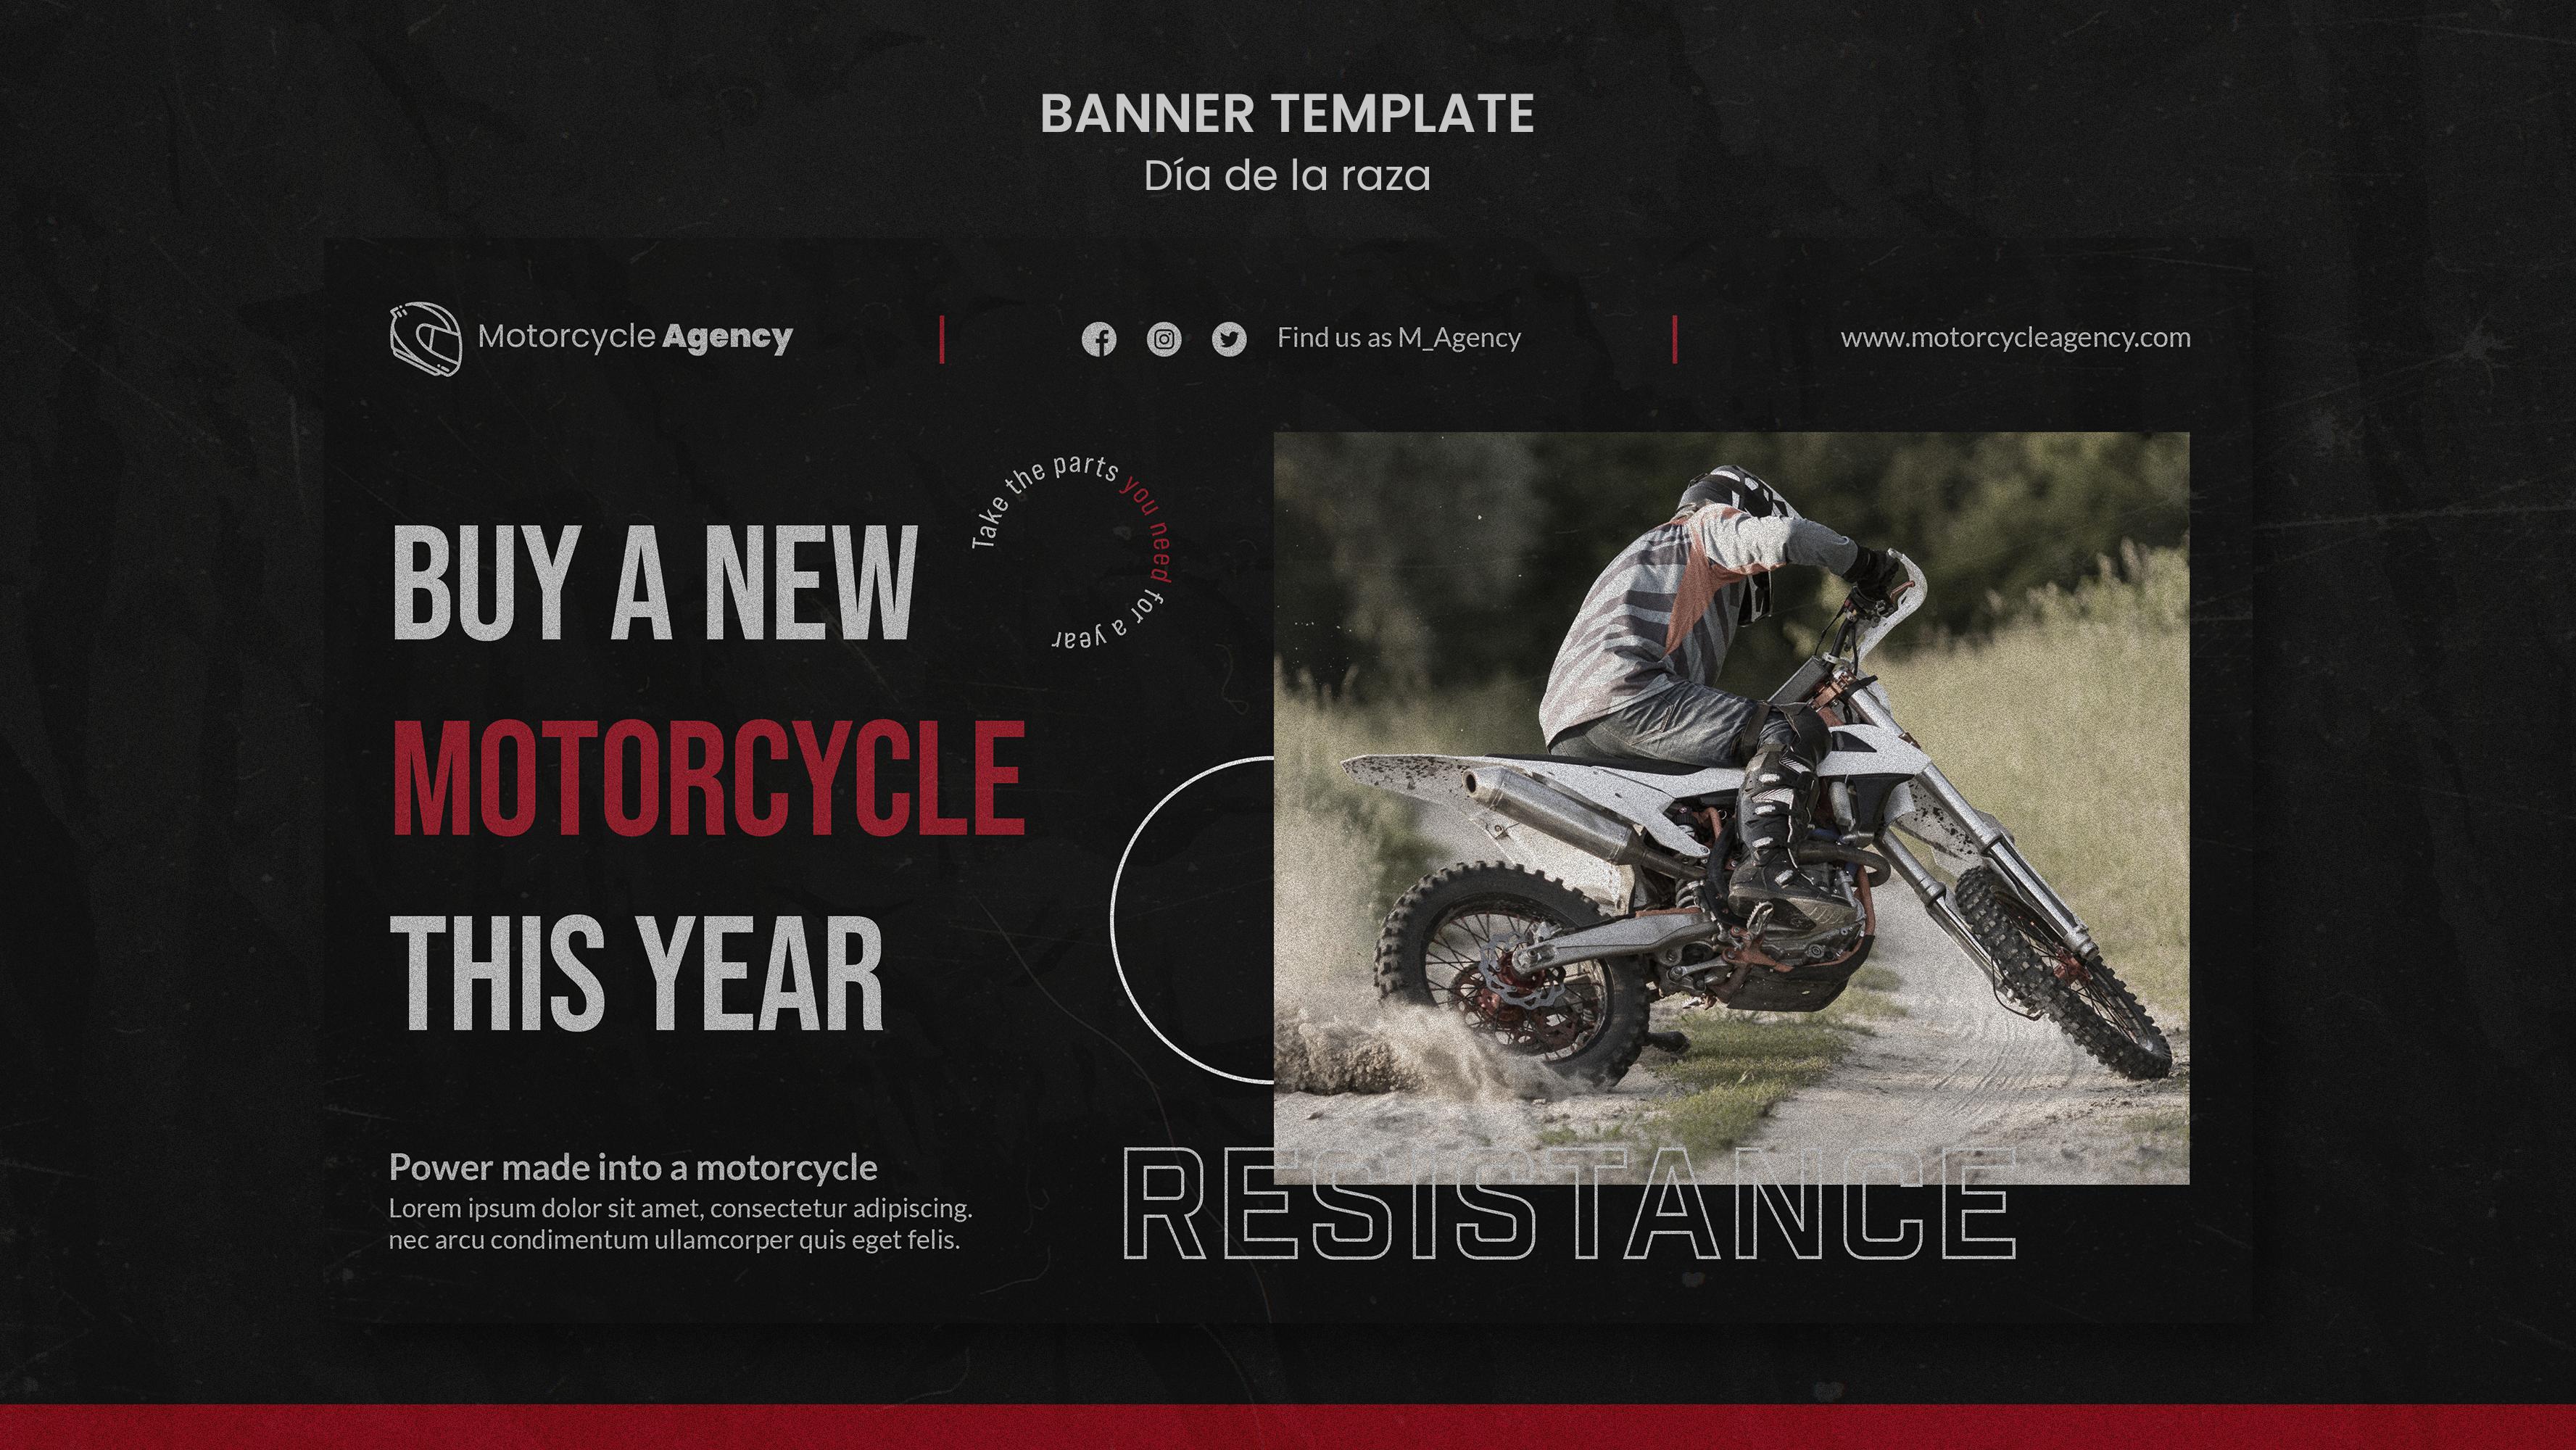 BANNER TEMPLATE
Día de la raza
Motorcycle Agency
Find us as M_Agency
www.motorcycleagency.com
Take the parts you need for a year
BUY A NEW
MOTORCYCLE
THIS YEAR
Power made into a motorcycle
Lorem ipsum dolor sit amet, consectetur adipiscing.
nec arcu condimentum ullamcorper quis eget felis.
RESISTANCE